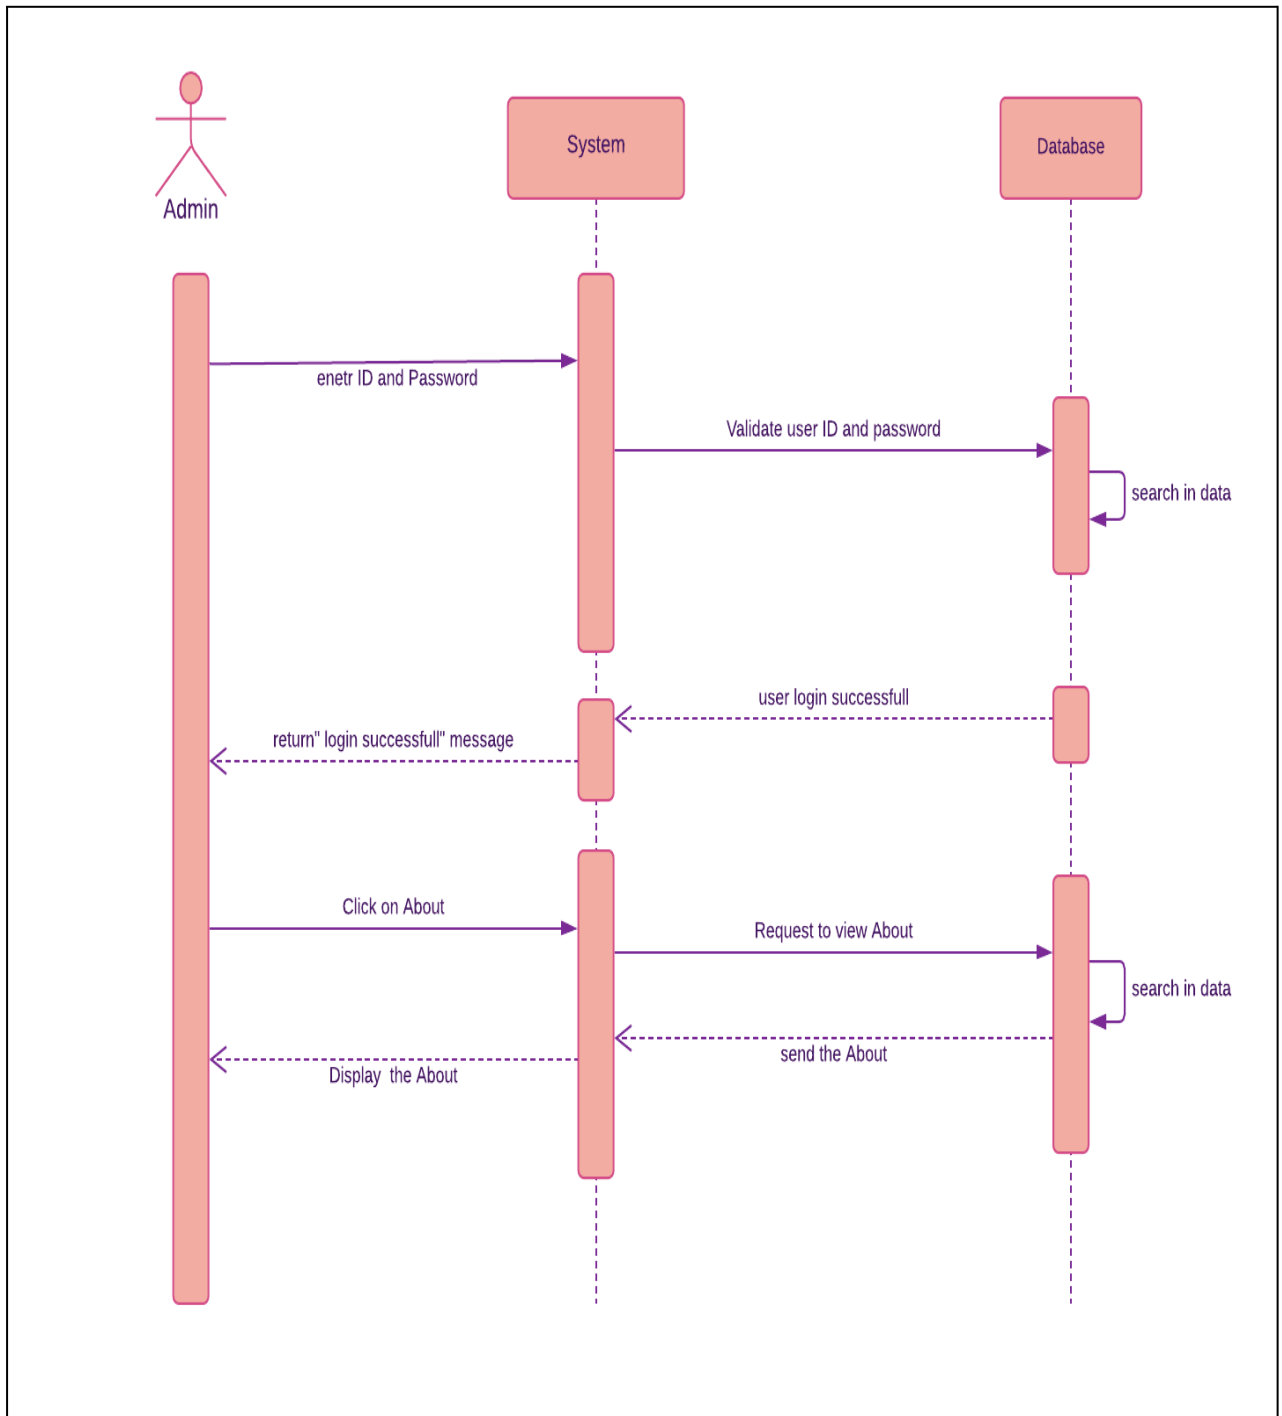 Admin
System
Database
enetr ID and Password
Validate user ID and password
search in data
user login successfull
return" login successfull" message
Click on About
Request to view About
search in data
send the About
Display  the About